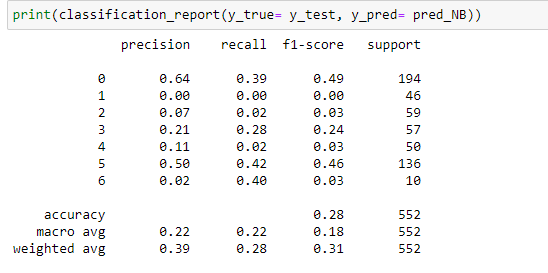 print(classification_report(y_true= y_test, y_pred= pred_NB))
precision recall f1-score support
0 0.64 0.39 0.49 194
1 0.00 0.00 0.00 46
2 0.07 0.02 0.03 59
3 0.21 0.28 0.24 57
4 0.11 0.02 0.03 50
5 0.50 0.42 0.46 136
6 0.02 0.40 0.03 10
accuracy 0.28 552
macro avg 0.22 0.22 0.18 552
weighted avg 0.39 0.28 0.31 552